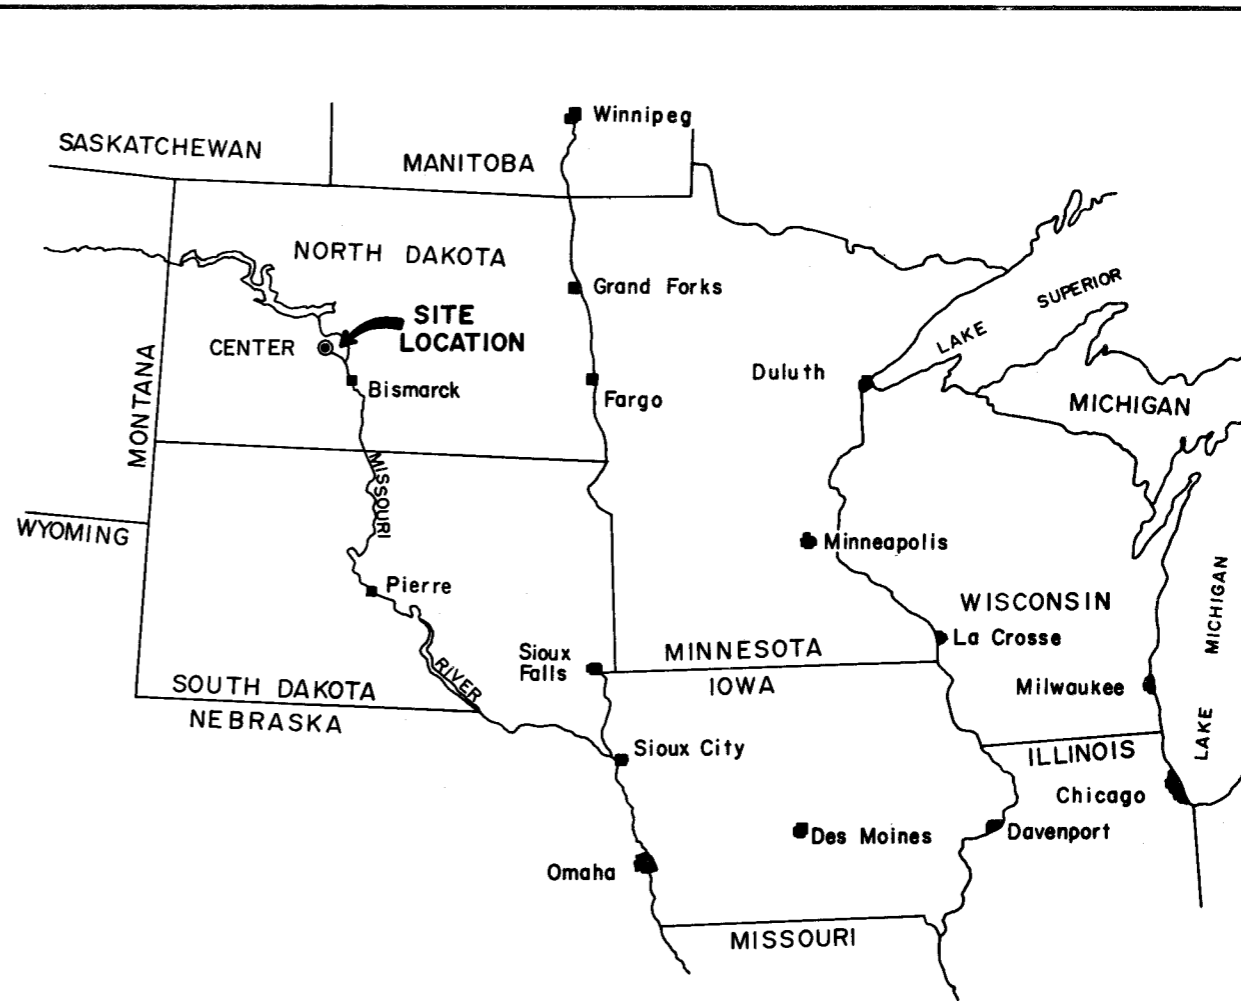 Winnipeg
SASKATCHEWAN
MANITOBA
NORTH DAKOTA
Grand Forks
SUPERIOR
LAKE
SITE
LOCATION
CENTER
MONTANA
Bismarck
Fargo
Duluth
MICHIGAN
MISSOURI
WYOMING
Minneapolis
Pierre
WISCONSIN
MICHIGAN
La Crosse
Sioux
Falls
MINNESOTA
IOWA
RIVER
SOUTH DAKOTA
NEBRASKA
Milwaukee
LAKE
Sioux City
ILLINOIS
Chicago
Des Moines
Davenport
Omaha
MISSOURI